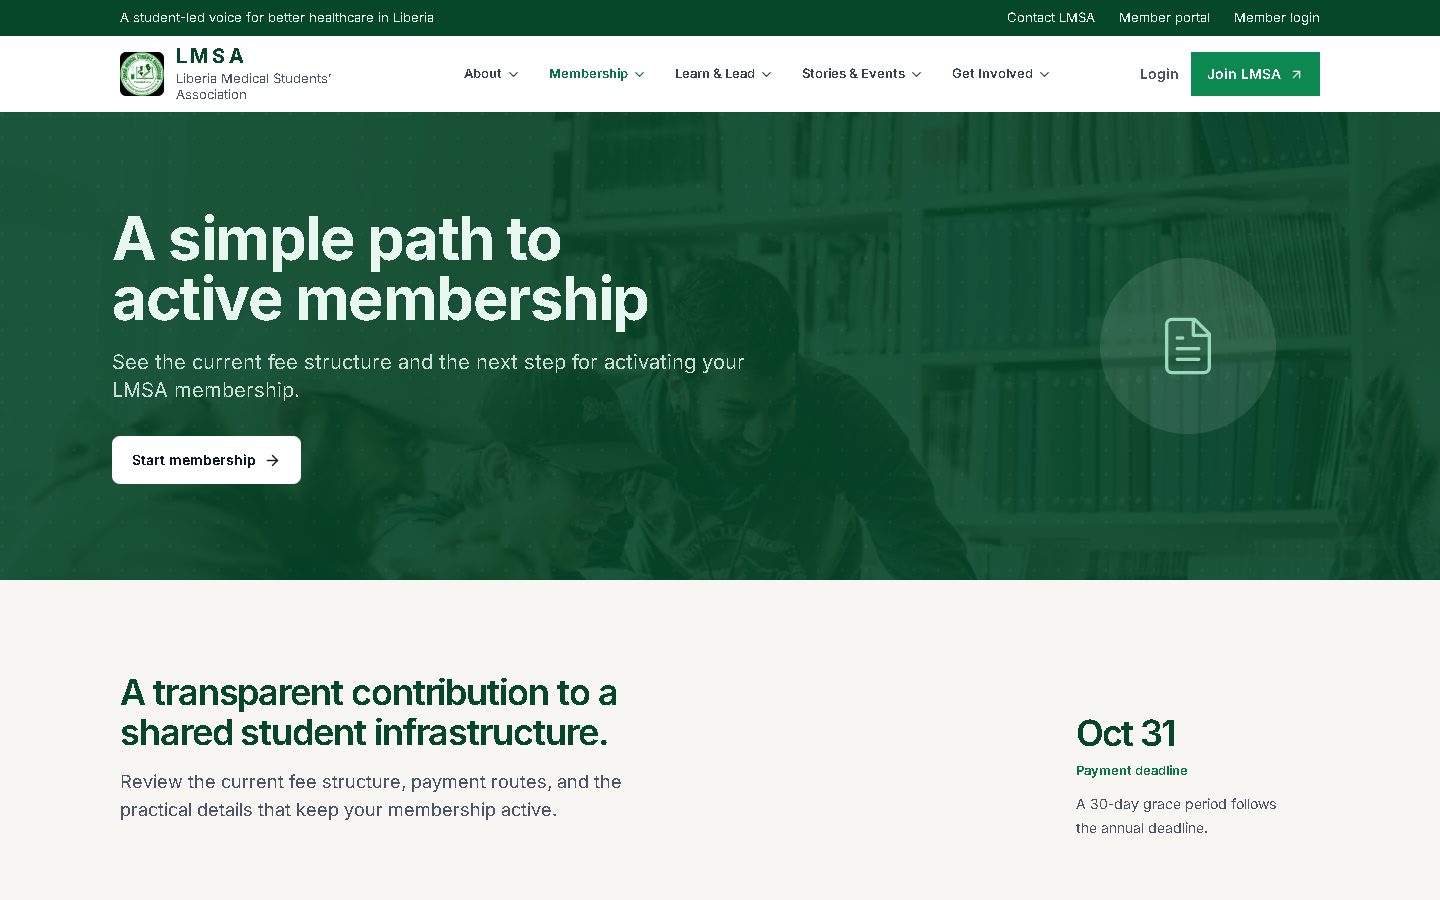 A student-led voice for better healthcare in Liberia
Contact LMSA
Member portal
Member login
LMSA
Liberia Medical Students'
Association
About
Membership
Learn & Lead
Stories & Events
Get Involved
Login
Join LMSA
A simple path to
active membership
See the current fee structure and the next step for activating your
LMSA membership.
Start membership
A transparent contribution to a
shared student infrastructure.
Review the current fee structure, payment routes, and the
practical details that keep your membership active.
Oct 31
Payment deadline
A 30-day grace period follows
the annual deadline.